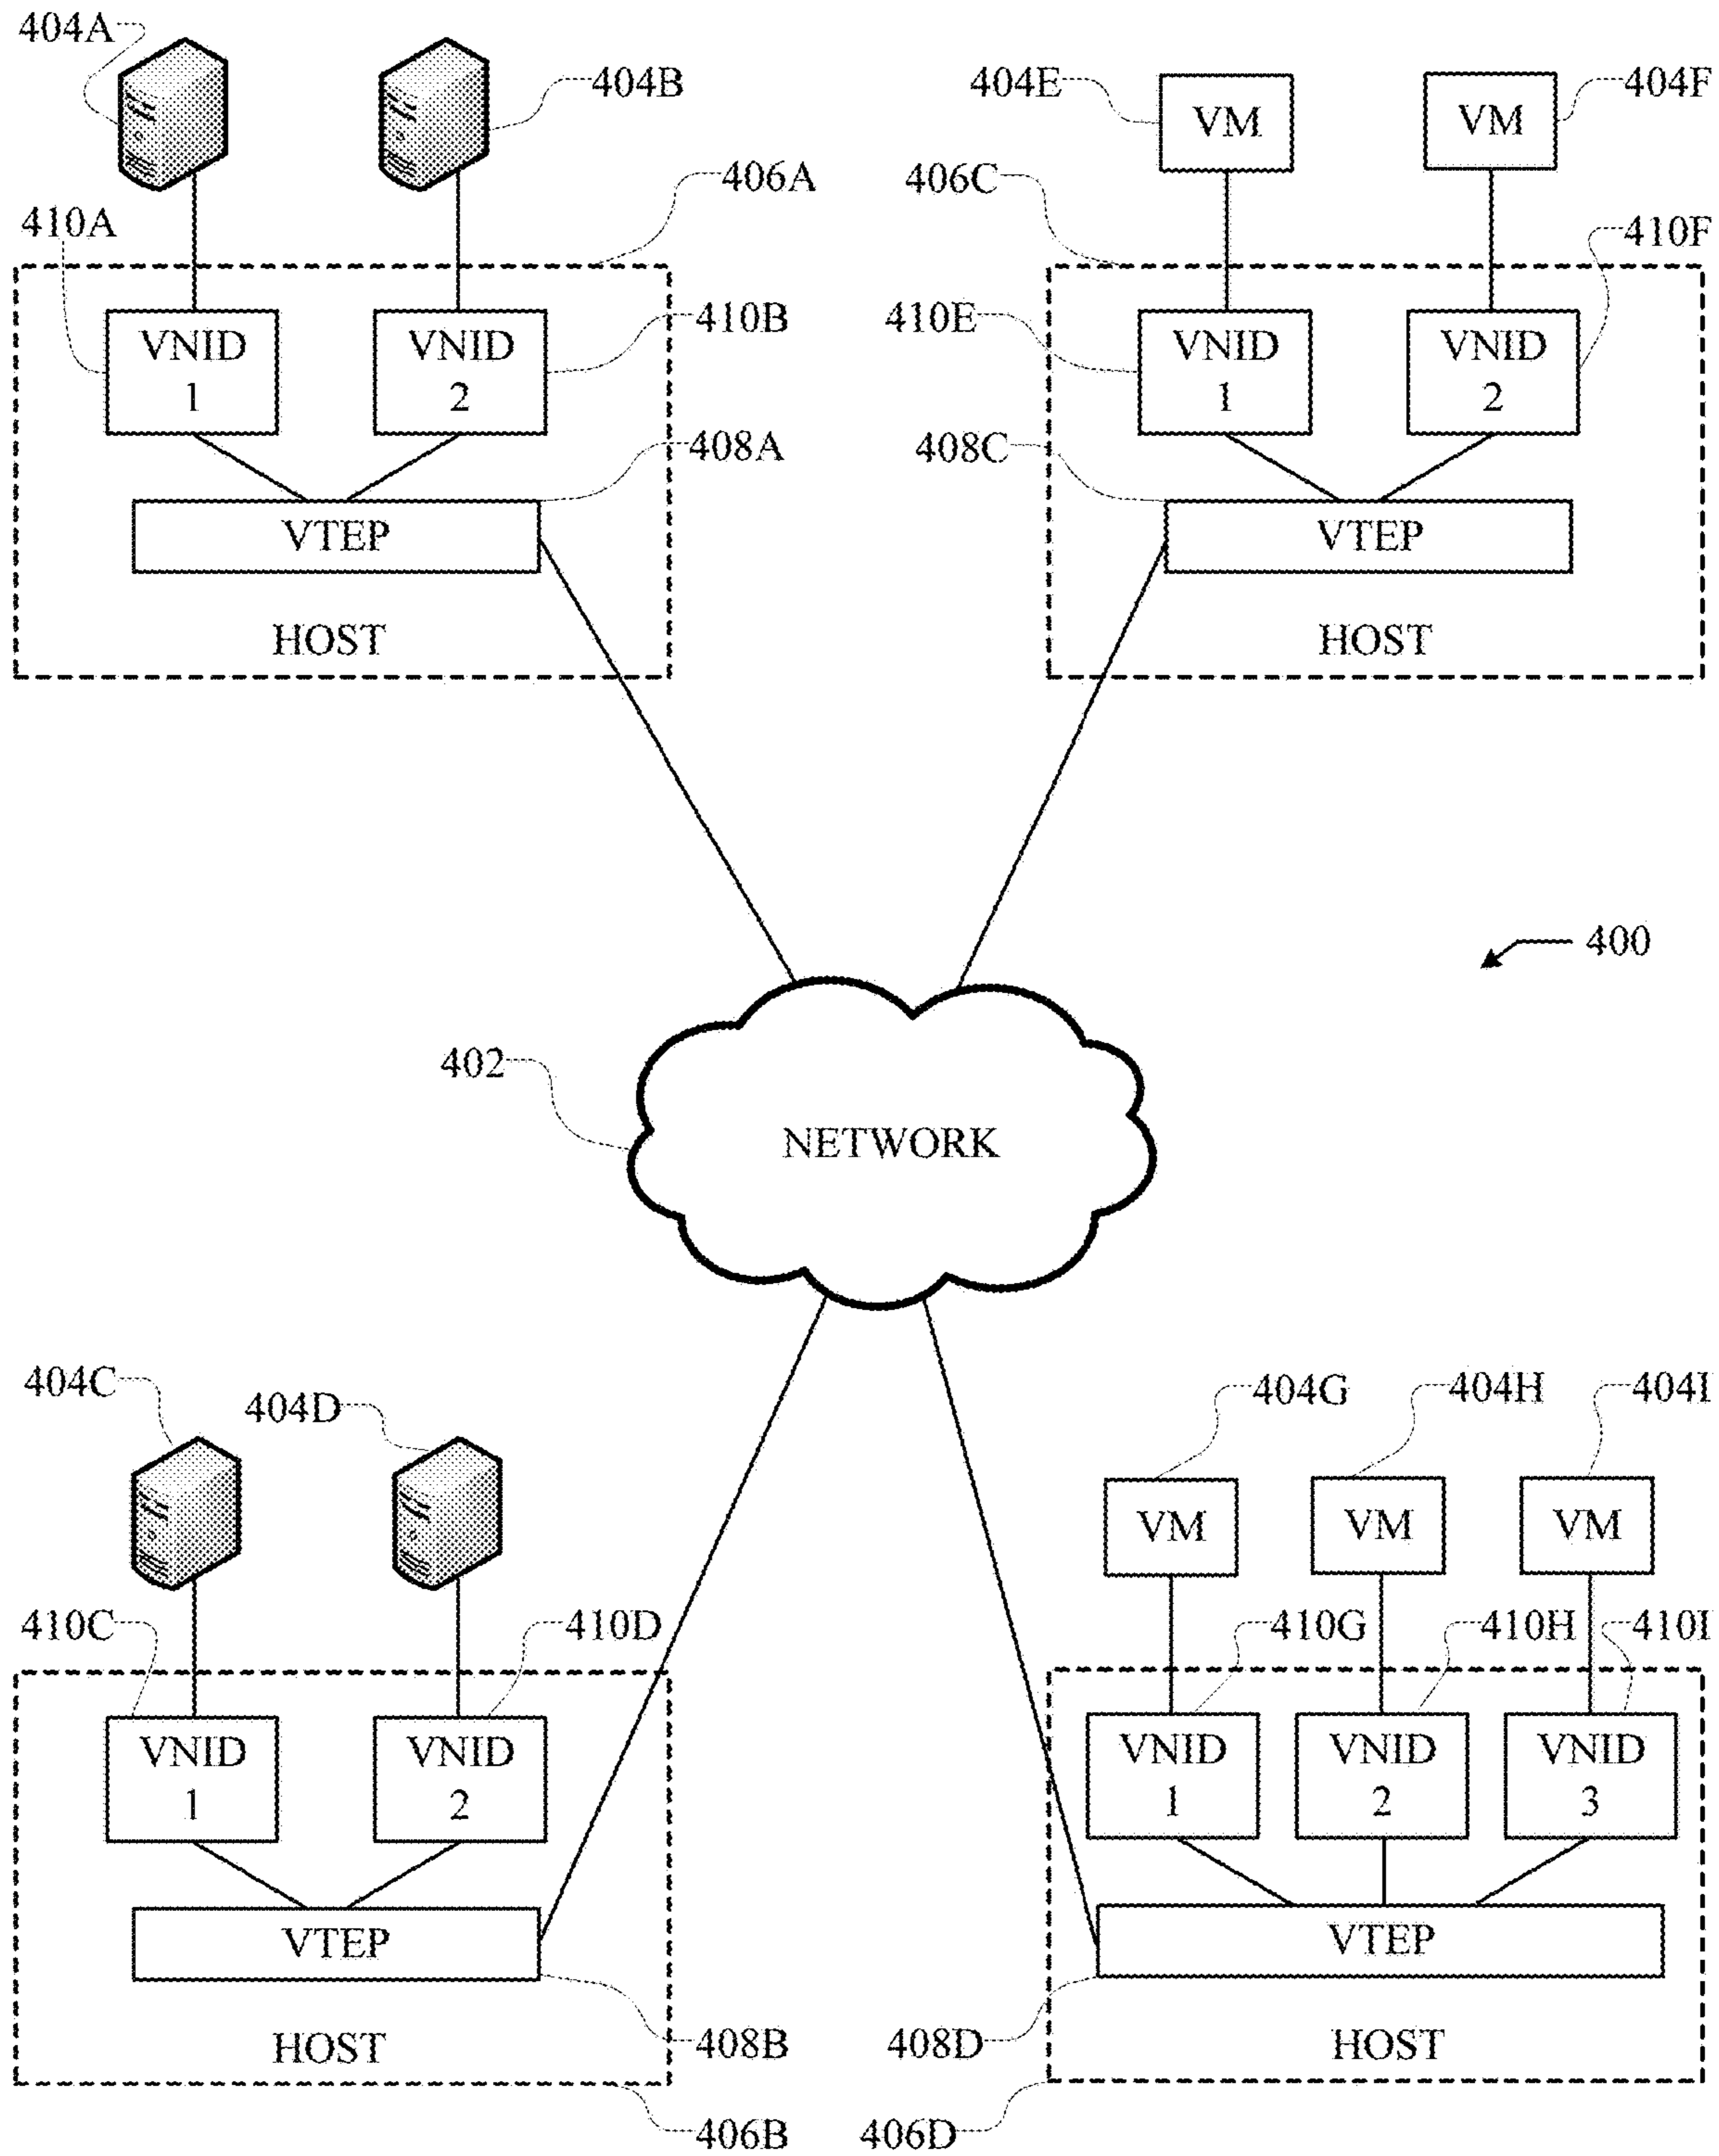 404A
404B
404E
VM
VM
404F
406A
406C
410A
410F
VNID
1
VNID
2
410B
410E
VNID
1
VNID
2
408A
408C
VTEP
VTEP
HOST
HOST
400
402
NETWORK
404C
404D
404G
404H
404I
VM
VM
VM
410C
410D
410G
410H
410I
VNID
1
VNID
2
VNID
1
VNID
2
VNID
3
VTEP
VTEP
HOST
408B
408D
HOST
406B
406D